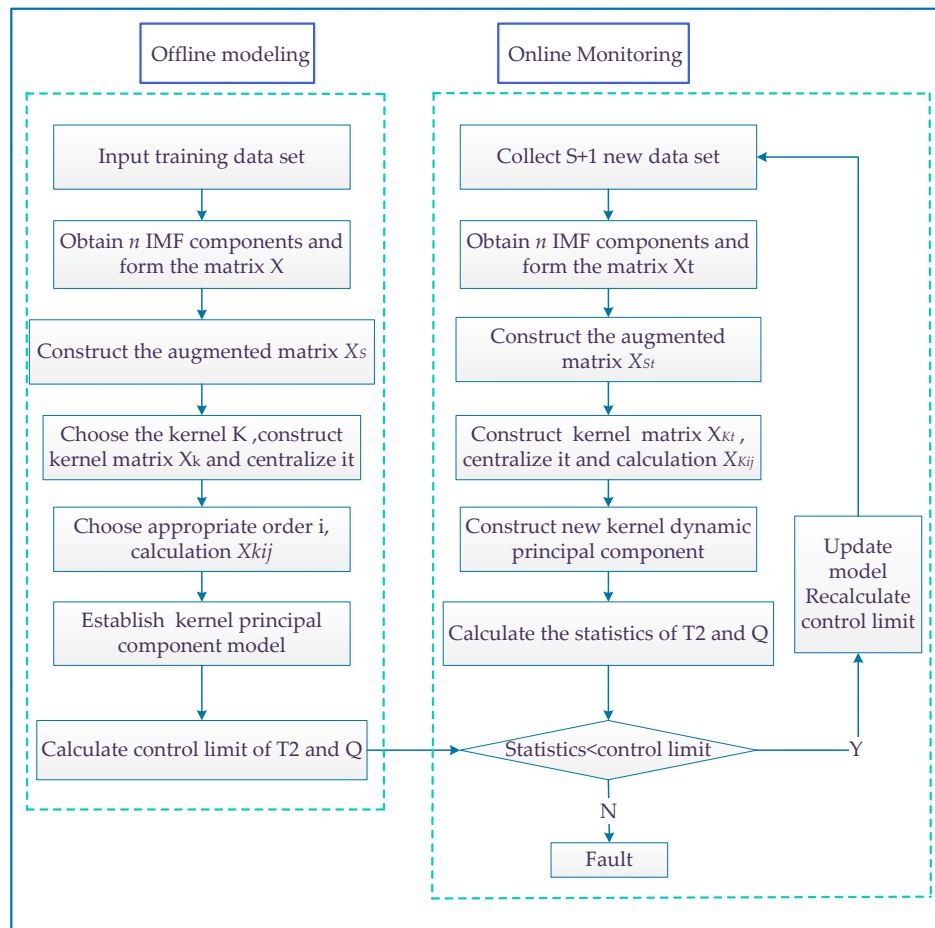 Offline modeling
Input training data set
Obtain n IMF components and
form the matrix X
Construct the augmented matrix Xs
Choose the kernel K ,construct
kernel matrix Xk and centralize it
Choose appropriate order i,
calculation Xkij
Establish kernel principal
component model
Calculate control limit of T2 and Q
Online Monitoring
Collect S+1 new data set
Obtain n IMF components and
form the matrix Xt
Construct the augmented
matrix XSt
Construct kernel matrix XKt ,
centralize it and calculation XKij
Construct new kernel dynamic
principal component
Calculate the statistics of T2 and Q
Statistics<control limit
Y
N
Fault
Update
model
Recalculate
control limit